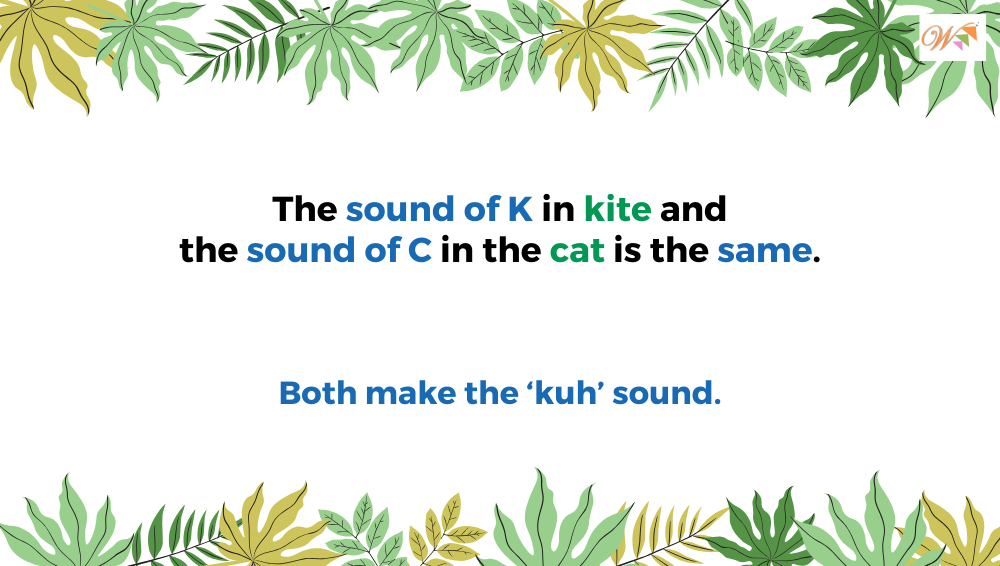 The sound of K in kite and
the sound of C in the cat is the same.
Both make the ‘kuh’ sound.
W